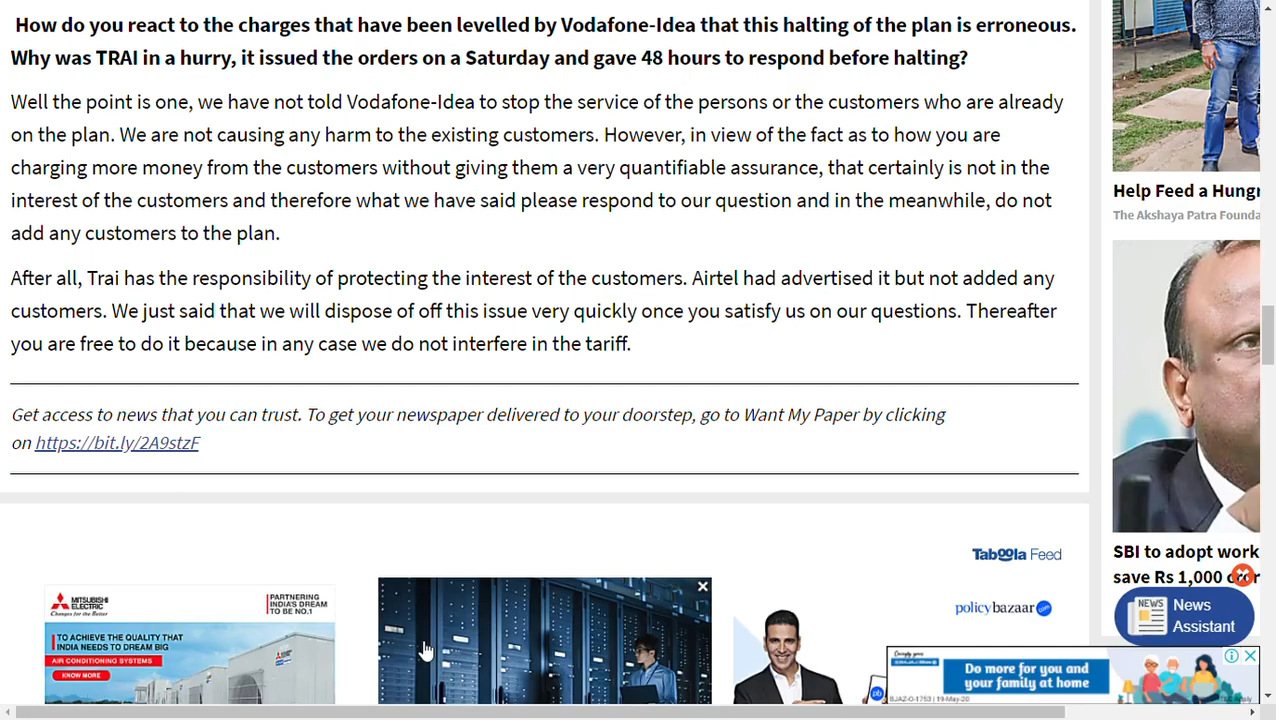 How do you react to the charges that have been levelled by Vodafone-Idea that this halting of the plan is erroneous.
Why was TRAI in a hurry, it issued the orders on a Saturday and gave 48 hours to respond before halting?
Well the point is one, we have not told Vodafone-Idea to stop the service of the persons or the customers who are already
on the plan. We are not causing any harm to the existing customers. However, in view of the fact as to how you are
charging more money from the customers without giving them a very quantifiable assurance, that certainly is not in the
interest of the customers and therefore what we have said please respond to our question and in the meanwhile, do not
add any customers to the plan.
After all, Trai has the responsibility of protecting the interest of the customers. Airtel had advertised it but not added any
customers. We just said that we will dispose of off this issue very quickly once you satisfy us on our questions. Thereafter
you are free to do it because in any case we do not interfere in the tariff.
Get access to news that you can trust. To get your newspaper delivered to your doorstep, go to Want My Paper by clicking
on https://bit.ly/2A9stzF
Taboola Feed
MITSUBISHI
ELECTRIC
Changes for the Better
PARTNERING
INDIA'S DREAM
TO BE NO.1
TO ACHIEVE THE QUALITY THAT
INDIA NEEDS TO DREAM BIG
AIR CONDITIONING SYSTEMS
KNOW MORE
policybazaar.com
pb
Do more for you and
your family at home
BJAZ-O-1753 | 19-May-20
Help Feed a Hungr
The Akshaya Patra Founda
SBI to adopt work
save Rs 1,000 cror
NEWS
News
Assistant